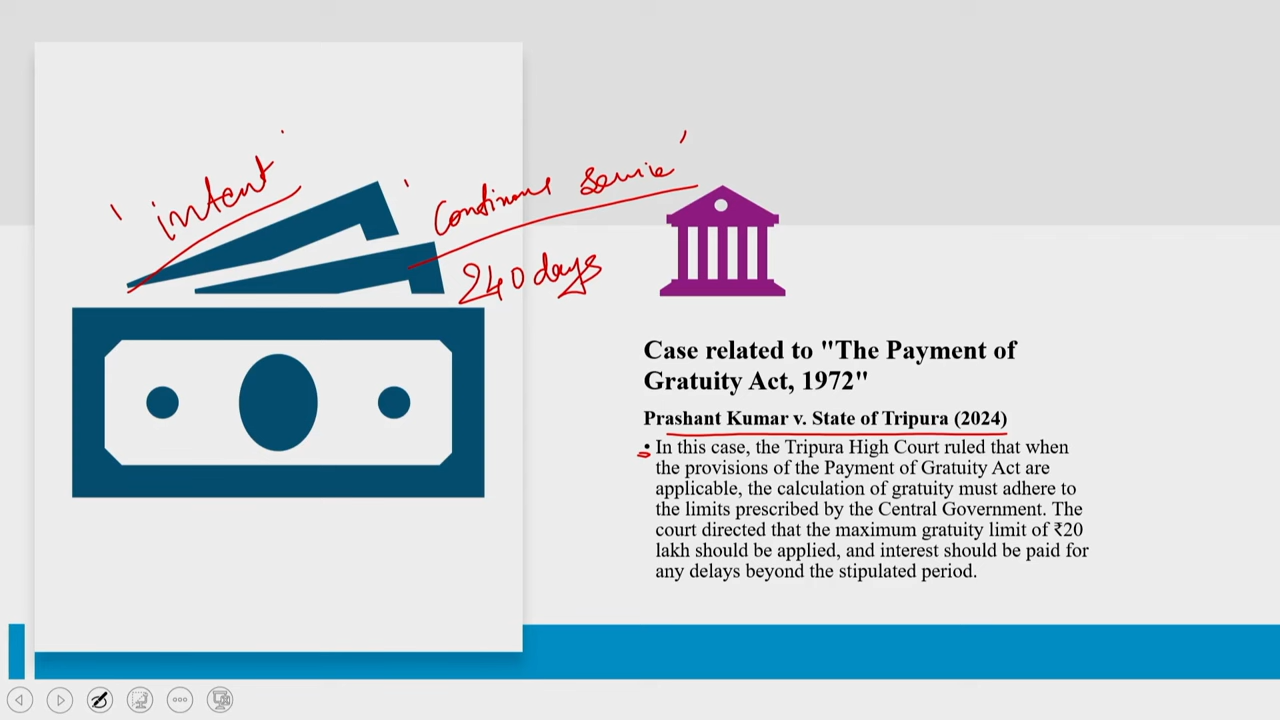 ' intent '
' Continuous Service '
240 days
Case related to "The Payment of
Gratuity Act, 1972"
Prashant Kumar v. State of Tripura (2024)
• In this case, the Tripura High Court ruled that when
the provisions of the Payment of Gratuity Act are
applicable, the calculation of gratuity must adhere to
the limits prescribed by the Central Government. The
court directed that the maximum gratuity limit of ₹20
lakh should be applied, and interest should be paid for
any delays beyond the stipulated period.